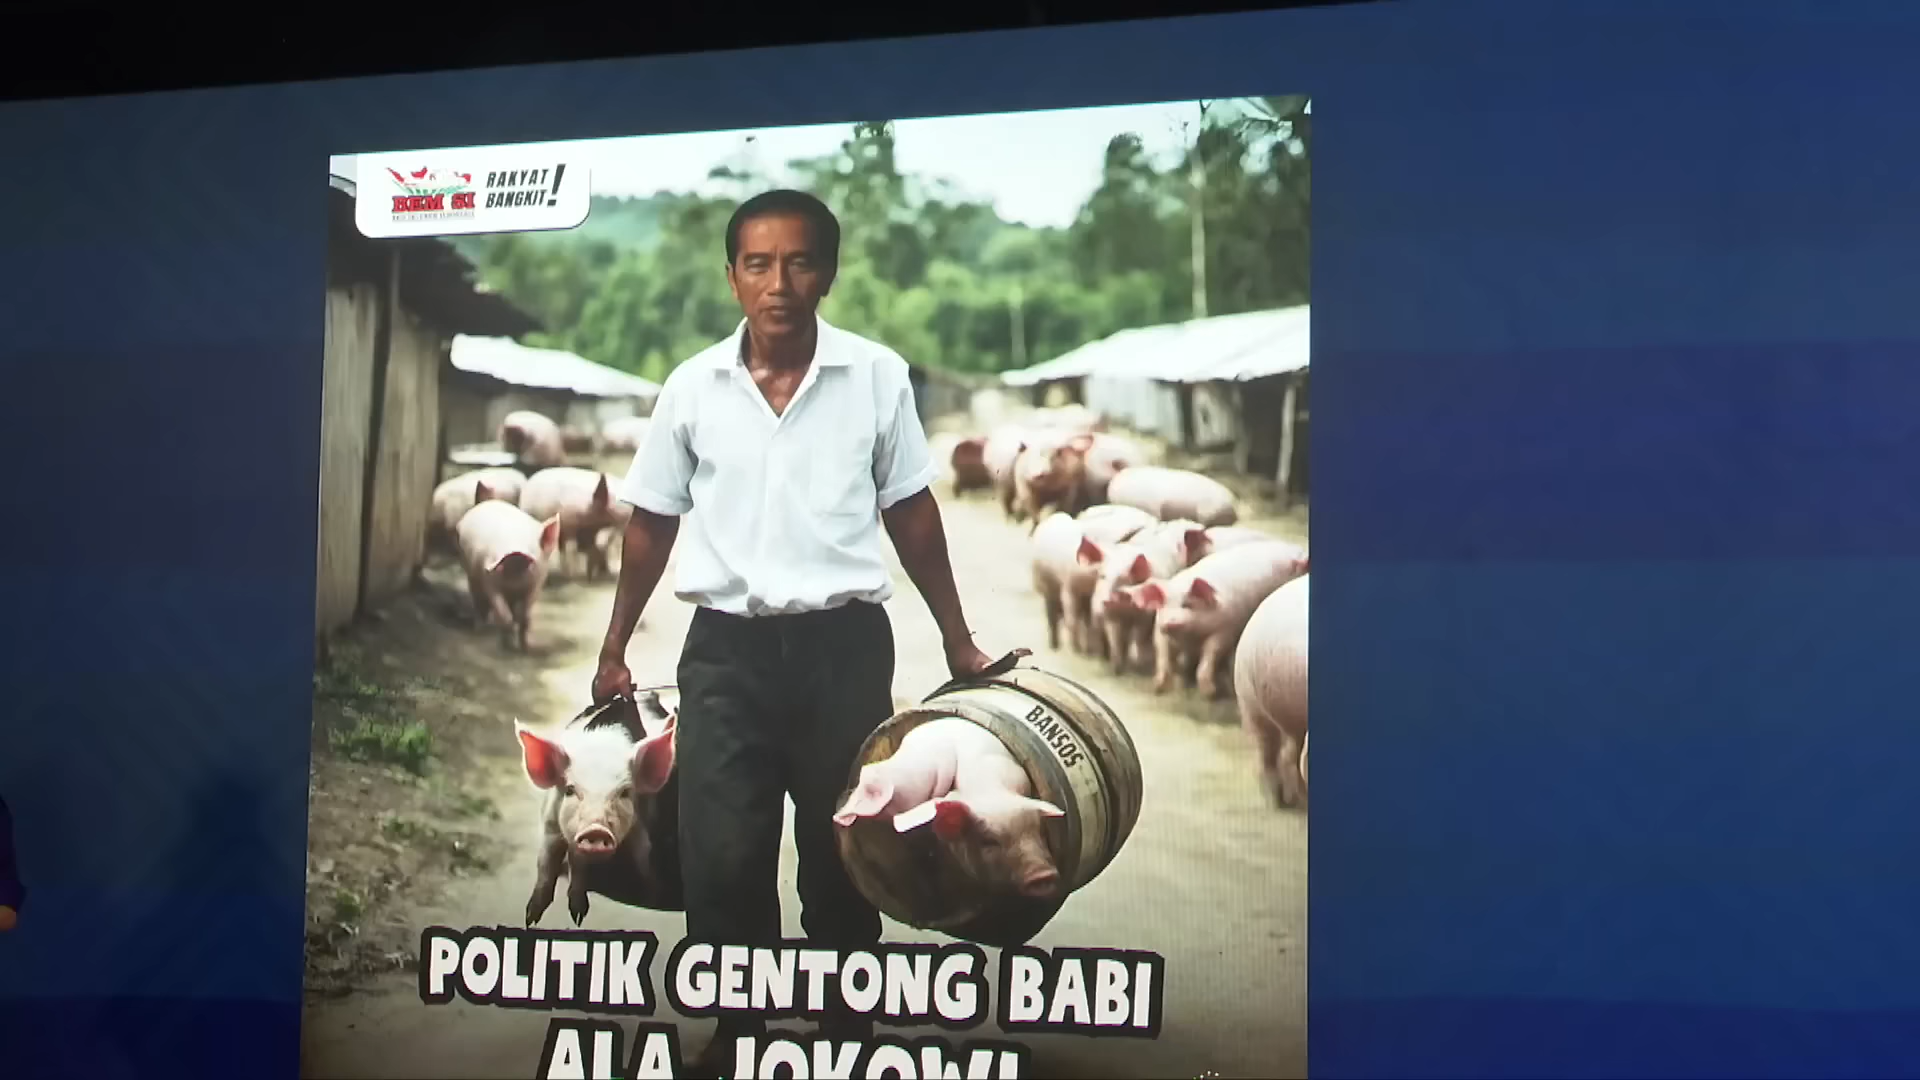 BEM SI
RAKYAT
BANGKIT!
BANSOS
POLITIK GENTONG BABI
ALA JOKOWI